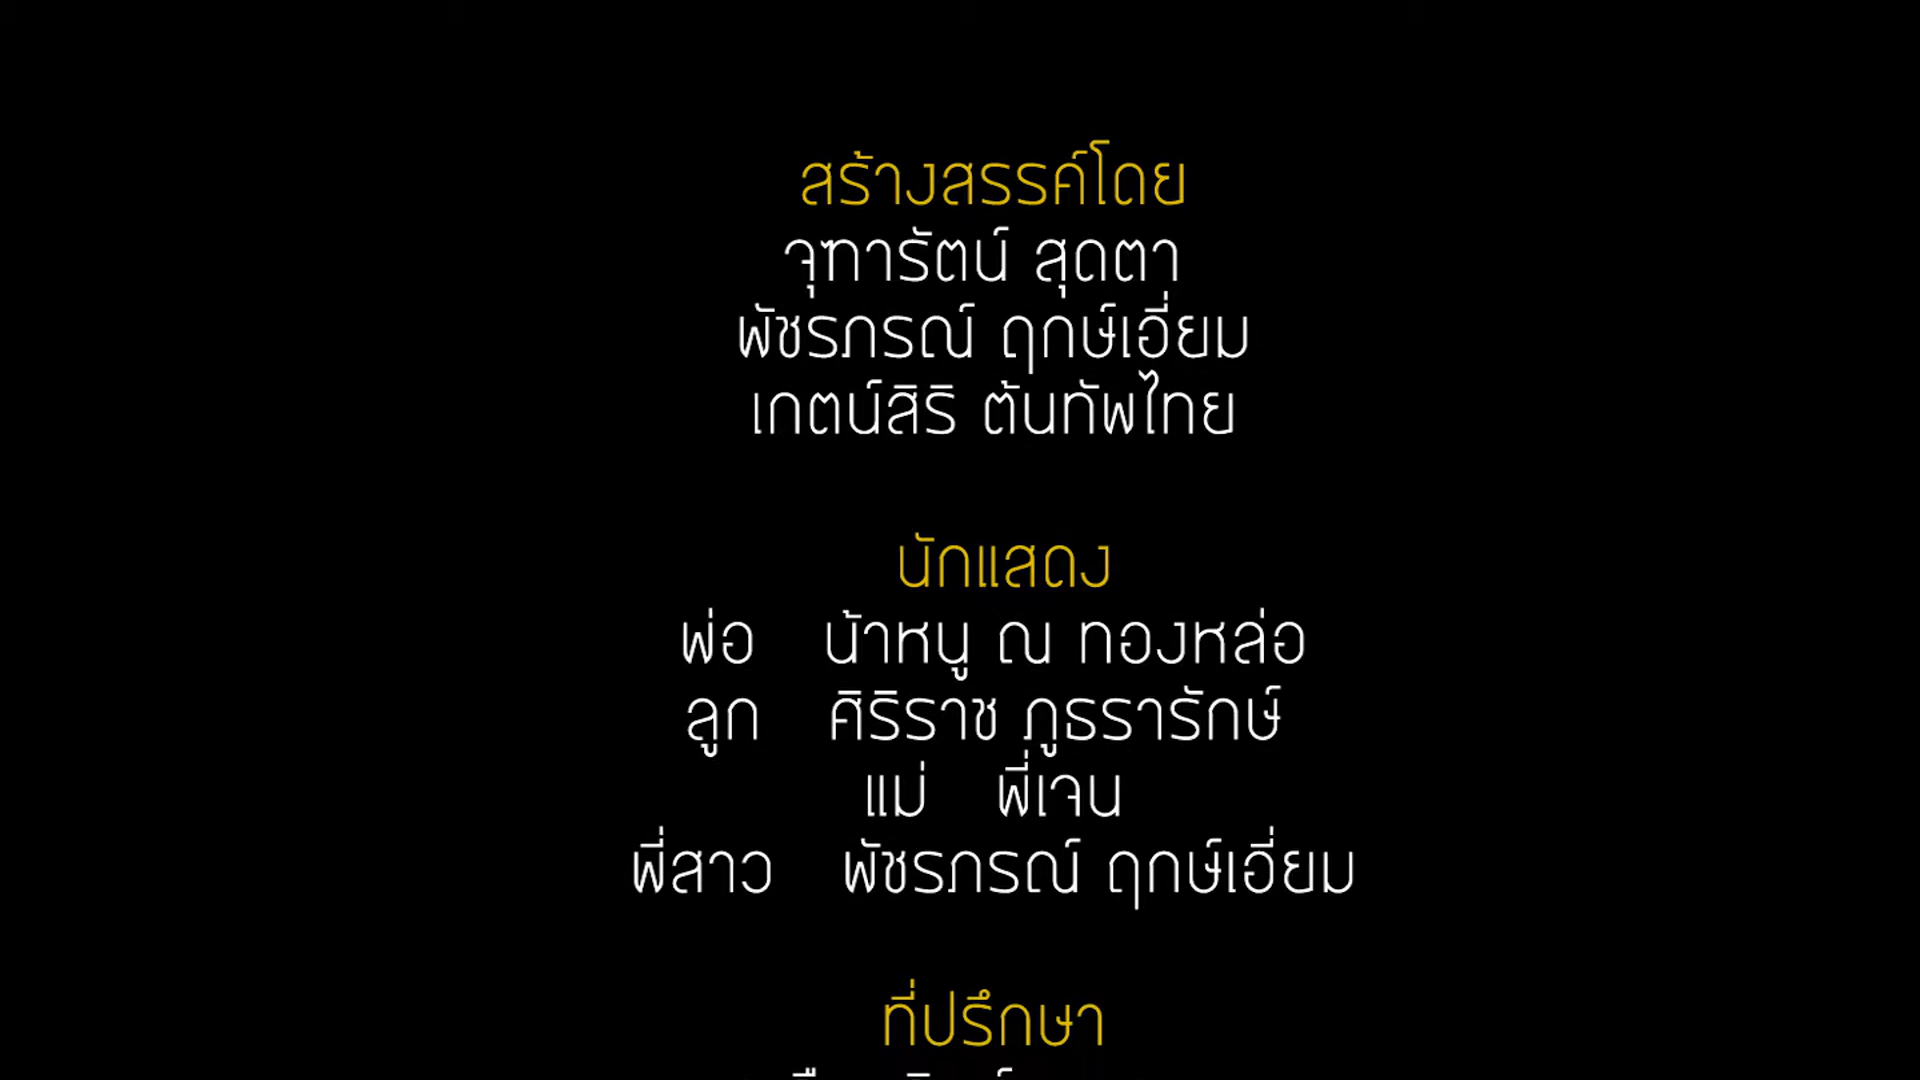 สร้างสรรค์โดย
จุฑารัตน์ สุดตา
พัชรภรณ์ ฤกษ์เอี่ยม
เกตน์สิริ ต้นทัพไทย
นักแสดง
พ่อ น้าหนู ณ ทองหล่อ
ลูก ศิริราช ภูธรารักษ์
แม่ พี่เจน
พี่สาว พัชรภรณ์ ฤกษ์เอี่ยม
ที่ปรึกษา